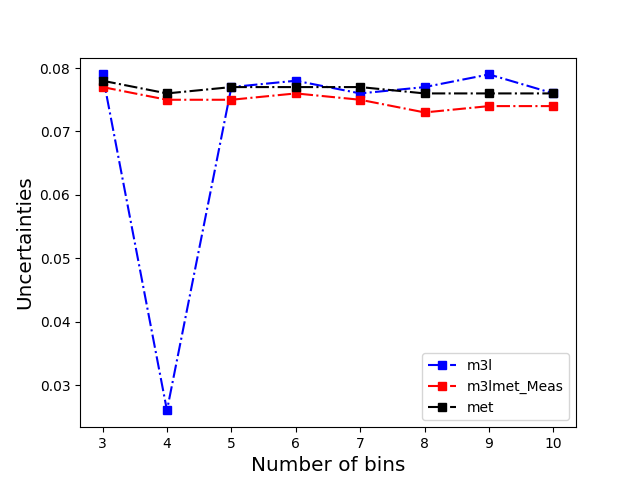 0.08
0.07
0.06
0.05
0.04
0.03
Uncertainties
3 4 5 6 7 8 9 10
Number of bins
m3l
m3lmet_Meas
met